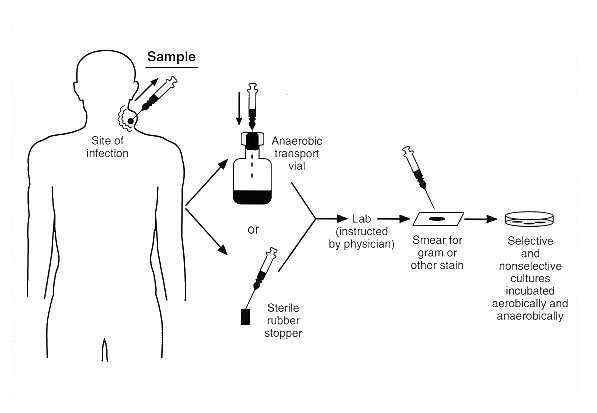 Sample
Site of
infection
Anaerobic
transport
vial
or
Sterile
rubber
stopper
Lab
(instructed
by physician)
Smear for
gram or
other stain
Selective
and
nonselective
cultures
incubated
aerobically and
anaerobically